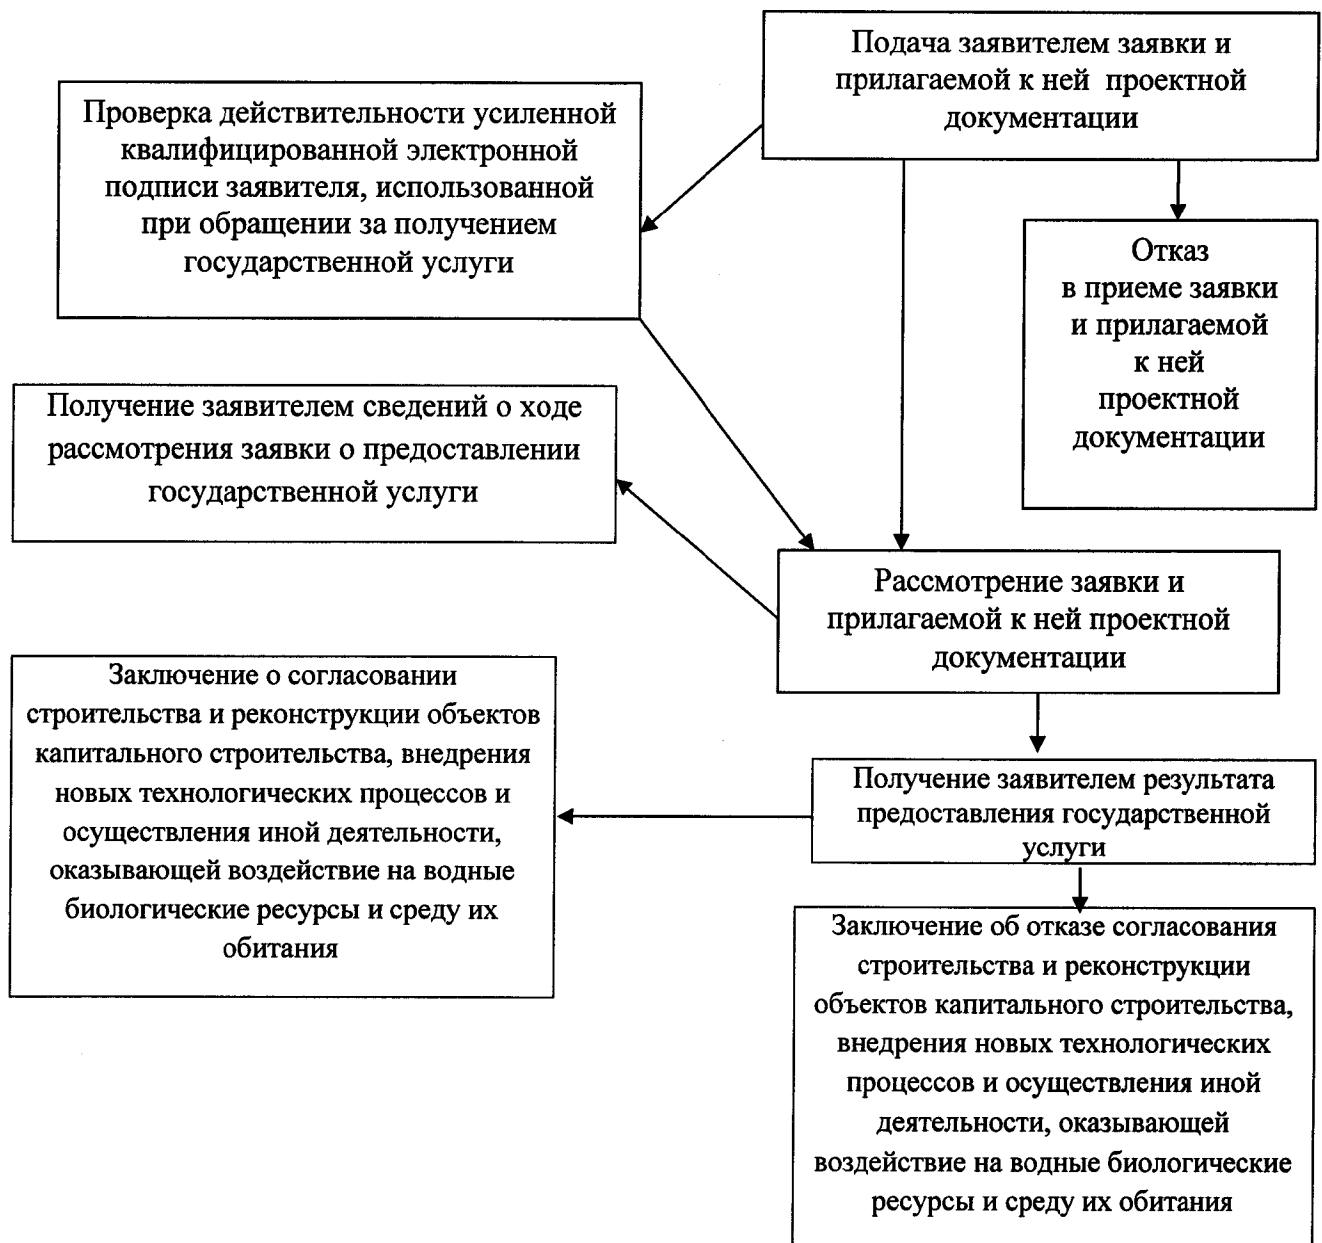 Подача заявителем заявки и
прилагаемой к ней проектной
документации
Проверка действительности усиленной
квалифицированной электронной
подписи заявителя, использованной
при обращении за получением
государственной услуги
Отказ
в приеме заявки
и прилагаемой
к ней
проектной
документации
Получение заявителем сведений о ходе
рассмотрения заявки о предоставлении
государственной услуги
Рассмотрение заявки и
прилагаемой к ней проектной
документации
Заключение о согласовании
строительства и реконструкции объектов
капитального строительства, внедрения
новых технологических процессов и
осуществления иной деятельности,
оказывающей воздействие на водные
биологические ресурсы и среду их
обитания
Получение заявителем результата
предоставления государственной
услуги
Заключение об отказе согласования
строительства и реконструкции
объектов капитального строительства,
внедрения новых технологических
процессов и осуществления иной
деятельности, оказывающей
воздействие на водные биологические
ресурсы и среду их обитания